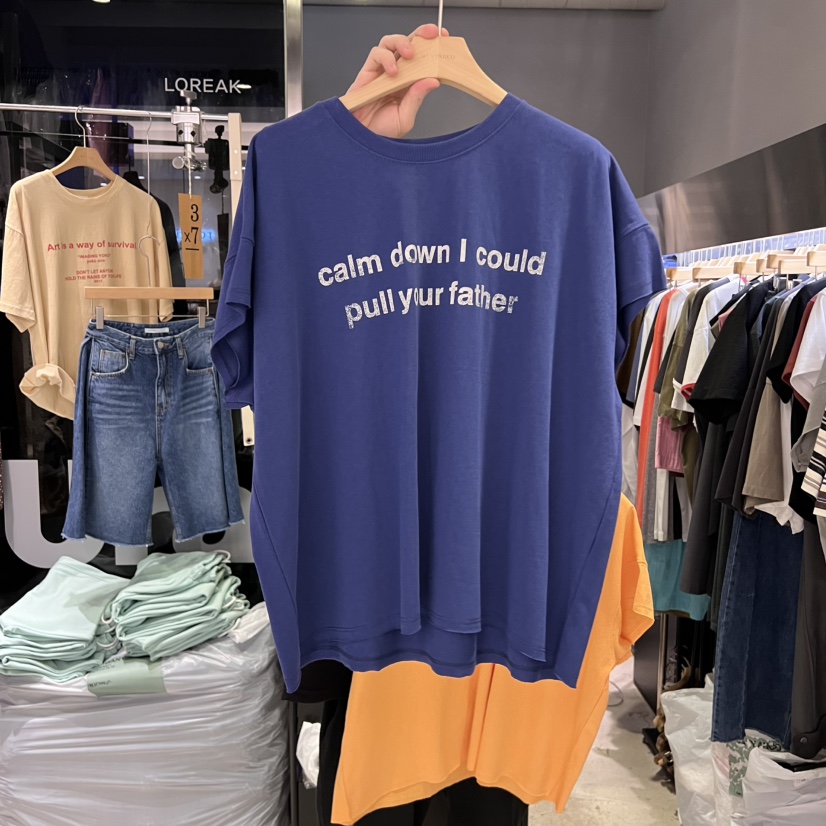 LOREAK
3
x7
Art is a way of survival
calm down I could
pull your father